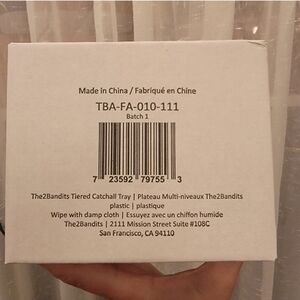 Made in China / Fabriqué en Chine
TBA-FA-010-111
Batch 1
7 23592 79755 3
The2Bandits Tiered Catchall Tray | Plateau Multi-niveaux The2Bandits
plastic | plastique
Wipe with damp cloth | Essuyez avec un chiffon humide
The2Bandits | 2111 Mission Street Suite #108C
San Francisco, CA 94110